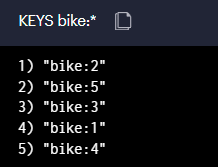 KEYS bike:*
1) "bike:2"
2) "bike:5"
3) "bike:3"
4) "bike:1"
5) "bike:4"